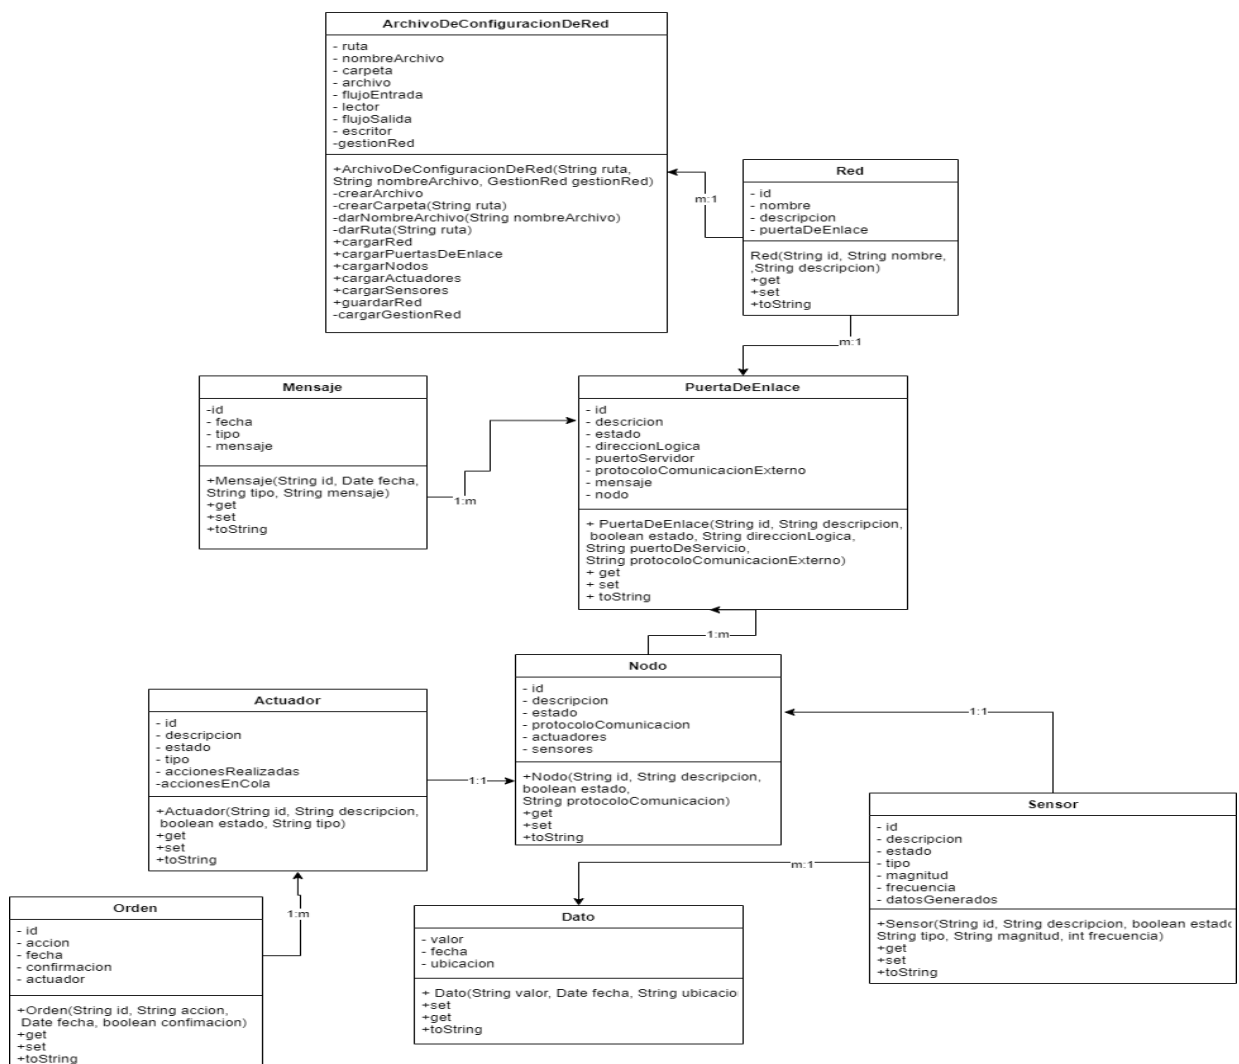 ArchivoDeConfiguracionDeRed
- ruta
- nombreArchivo
- carpeta
- archivo
- flujoEntrada
- lector
- flujoSalida
- escritor
-gestionRed
+ArchivoDeConfiguracionDeRed(String ruta,
String nombreArchivo, GestionRed gestionRed)
-crearArchivo
-crearCarpeta(String ruta)
-darNombreArchivo(String nombreArchivo)
-darRuta(String ruta)
+cargarRed
+cargarPuertasDeEnlace
+cargarNodos
+cargarActuadores
+cargarSensores
+guardarRed
-cargarGestionRed
m:1
Red
- id
- nombre
- descripcion
- puertaDeEnlace
Red(String id, String nombre,
,String descripcion)
+get
+set
+toString
m:1
Mensaje
-id
- fecha
- tipo
- mensaje
+Mensaje(String id, Date fecha,
String tipo, String mensaje)
+get
+set
+toString
1:m
PuertaDeEnlace
- id
- descricion
- estado
- direccionLogica
- puertoServidor
- protocoloComunicacionExterno
- mensaje
- nodo
+ PuertaDeEnlace(String id, String descripcion,
boolean estado, String direccionLogica,
String puertoDeServicio,
String protocoloComunicacionExterno)
+ get
+ set
+ toString
1:m
Actuador
- id
- descripcion
- estado
- tipo
- accionesRealizadas
-accionesEnCola
+Actuador(String id, String descripcion,
boolean estado, String tipo)
+get
+set
+toString
1:1
Nodo
- id
- descripcion
- estado
- protocoloComunicacion
- actuadores
- sensores
+Nodo(String id, String descripcion,
boolean estado,
String protocoloComunicacion)
+get
+set
+toString
1:1
Sensor
- id
- descripcion
- estado
- tipo
- magnitud
- frecuencia
- datosGenerados
+Sensor(String id, String descripcion, boolean estado
String tipo, String magnitud, int frecuencia)
+get
+set
+toString
m:1
1:m
Orden
- id
- accion
- fecha
- confirmacion
- actuador
+Orden(String id, String accion,
Date fecha, boolean confimacion)
+get
+set
+toString
Dato
- valor
- fecha
- ubicacion
+ Dato(String valor, Date fecha, String ubicacio
+set
+get
+toString